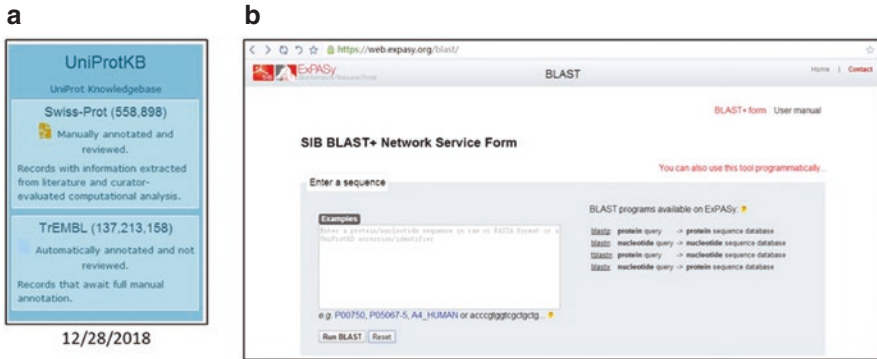 a
UniProtKB
UniProt Knowledgebase
Swiss-Prot (558,898)
Manually annotated and
reviewed.
Records with information extracted
from literature and curator-
evaluated computational analysis.
TrEMBL (137,213,158)
Automatically annotated and not
reviewed.
Records that await full manual
annotation.
12/28/2018
b
https://web.expasy.org/blast/
ExPASy
BLAST
Home | Contact
BLAST+ form User manual
SIB BLAST+ Network Service Form
You can also use this tool programmatically...
Enter a sequence
Examples
Enter a protein/nucleotide sequence in raw or FASTA format or a
UniProtKB accession/identifier
e.g. P00750, P05067-5, A4_HUMAN or acccgtggtcgctgctg...
Run BLAST Reset
BLAST programs available on ExPASy:
blastp protein query -> protein sequence database
blastn nucleotide query -> nucleotide sequence database
tblastn protein query -> nucleotide sequence database
blastx nucleotide query -> protein sequence database